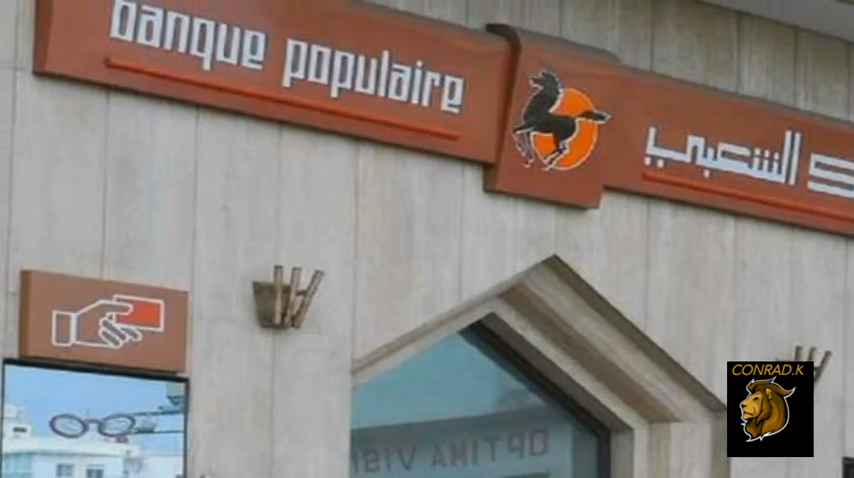 banque populaire
الشعبي
OPTIMA VISI
CONRAD.K